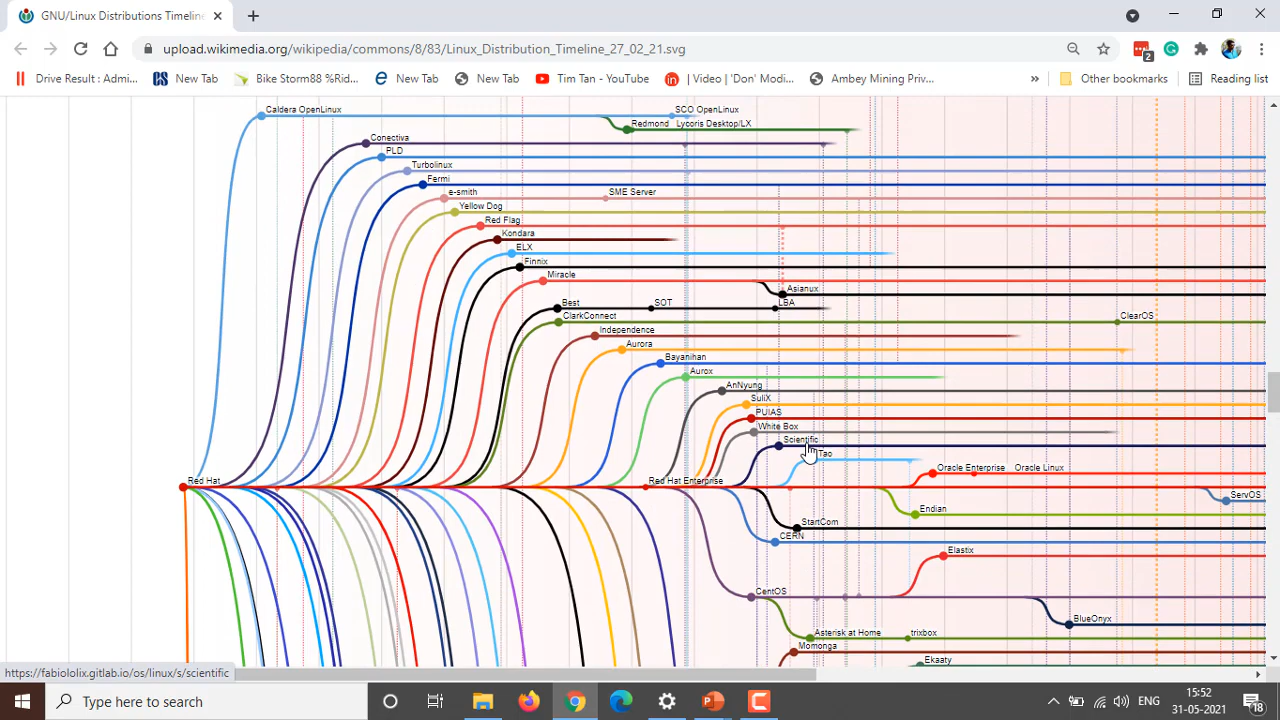 GNU/Linux Distributions Timeline
upload.wikimedia.org/wikipedia/commons/8/83/Linux_Distribution_Timeline_27_02_21.svg
2
Drive Result : Admi...
New Tab
Bike Storm88 %Rid...
New Tab
New Tab
Tim Tan - YouTube
| Video | 'Don' Modi...
Ambey Mining Priv...
»
Other bookmarks
Reading list
Caldera OpenLinux
SCO OpenLinux
Redmond
Lycoris Desktop/LX
Conectiva
PLD
Turbolinux
Fermi
e-smith
SME Server
Yellow Dog
Red Flag
Kondara
ELX
Finnix
Miracle
Asianux
Best
SOT
LBA
ClarkConnect
ClearOS
Independence
Aurora
Bayanihan
Aurox
AnNyung
SuliX
PUIAS
White Box
Scientific
Tao
Oracle Enterprise
Oracle Linux
Red Hat
Red Hat Enterprise
ServOS
Endian
StartCom
CERN
Elastix
CentOS
BlueOnyx
Asterisk at Home
trixbox
Momonga
Ekaaty
https://fabiololix.gitlab.io/os/linux/s/scientific
Type here to search
ENG
15:52
31-05-2021
18